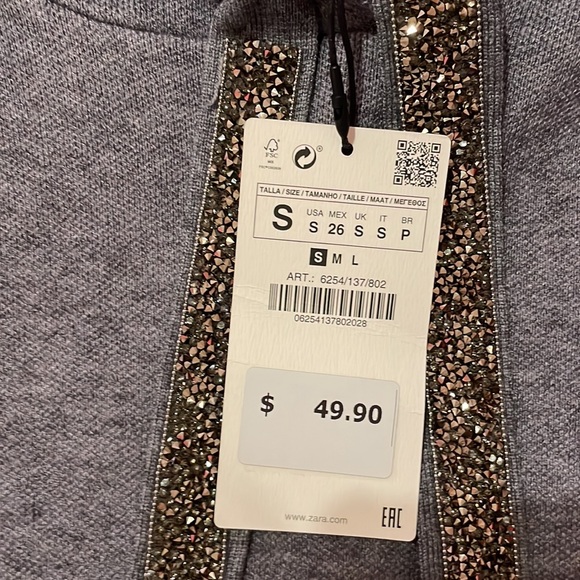 FSC
TALLA / SIZE / TAMANHO / TAILLE / MAAT / ΜΕΓΕΘΟΣ
S
USA MEX UK IT BR
S 26 S S P
S M L
ART.: 6254/137/802
06254137802028
$ 49.90
www.zara.com
EAC